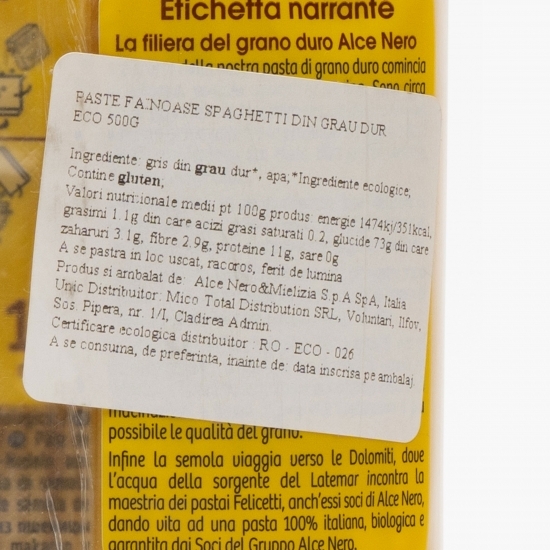 Etichetta narrante
La filiera del grano duro Alce Nero
nostra pasta di grano duro comincia
Sono circa
PASTE FAINOASE SPAGHETTI DIN GRAU DUR
ECO 500G
Ingrediente: gris din grau dur*, apa;*Ingrediente ecologice,
Contine gluten,
Valori nutritionale medii pt 100g produs: energie 1474kj/351kcal,
grasimi 1.1g din care acizi grasi saturati 0.2, glucide 73g din care
zaharuri 3.1g, fibre 2.9g, proteine 11g, sare 0g
A se pastra in loc uscat, racoros, ferit de lumina
Produs si ambalat de: Alce Nero&Mielizia S.p.A SpA, Italia
Unic Distribuitor: Mico Total Distribution SRL, Voluntari, Ilfov,
Sos. Pipera, nr. 1/I, Cladirea Admin.
Certificare ecologica distribuitor : RO - ECO - 026
A se consuma, de preferinta, inainte de: data inscrisa pe ambalaj
possibile le qualità del grano.
Infine la semola viaggia verso le Dolomiti, dove
l'acqua della sorgente del Latemar incontra la
maestria dei pastai Felicetti, anch'essi soci di Alce Nero,
dando vita ad una pasta 100% italiana, biologica e
garantita dai Soci del Gruppo Alce Nero.